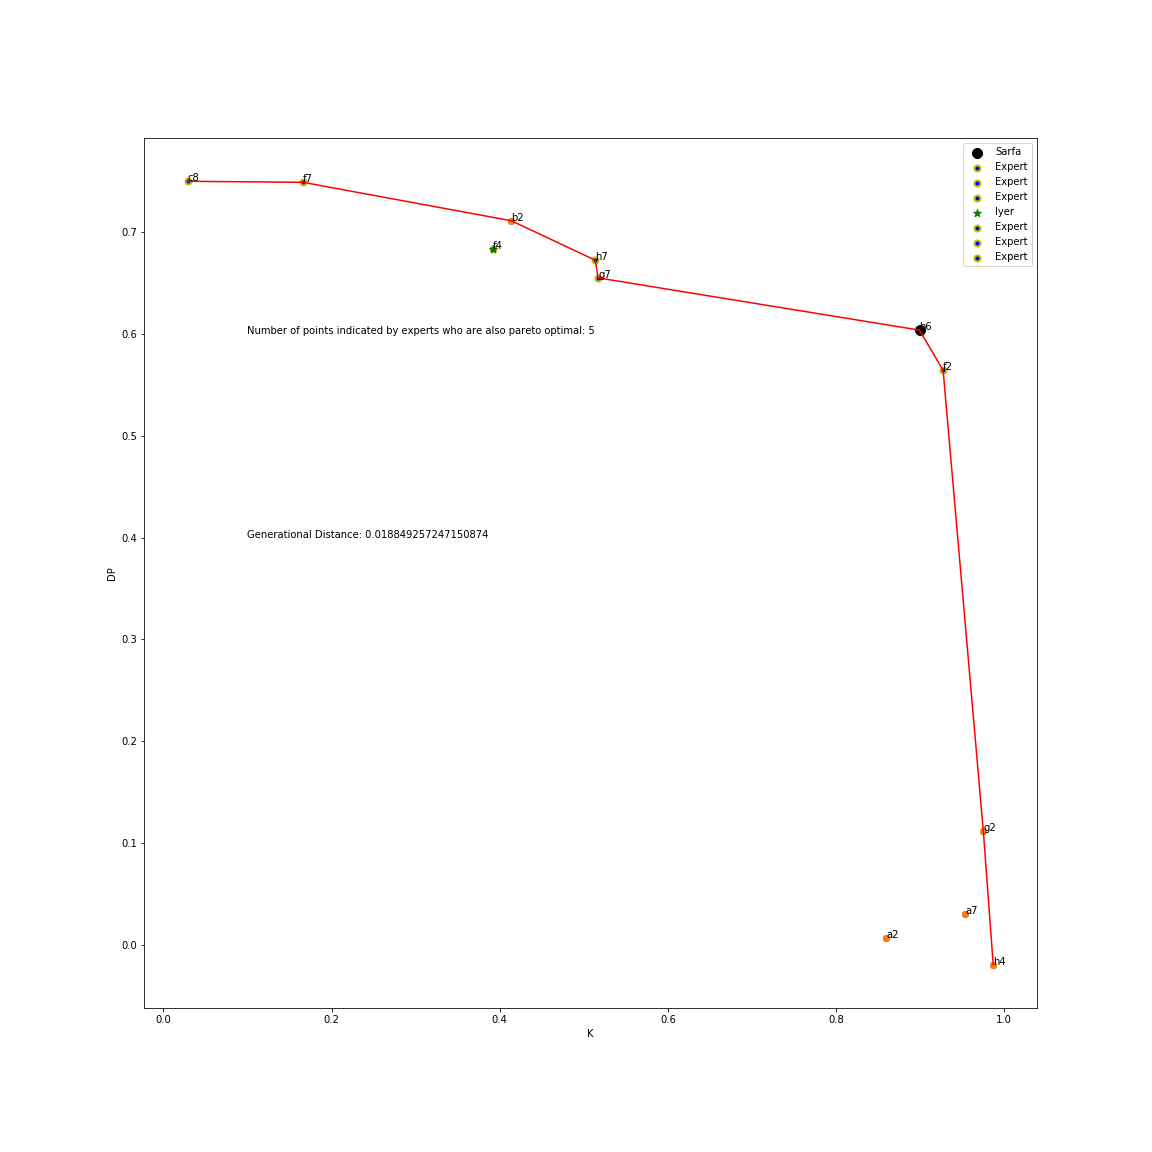 Sarfa
Expert
Expert
Expert
Iyer
Expert
Expert
Expert
c8
f7
b2
f4
h7
g7
Number of points indicated by experts who are also pareto optimal: 5
f2
Generational Distance: 0.018849257247150874
g2
a7
a2
h4
DP
0.7
0.6
0.5
0.4
0.3
0.2
0.1
0.0
0.0 0.2 0.4 0.6 0.8 1.0
K